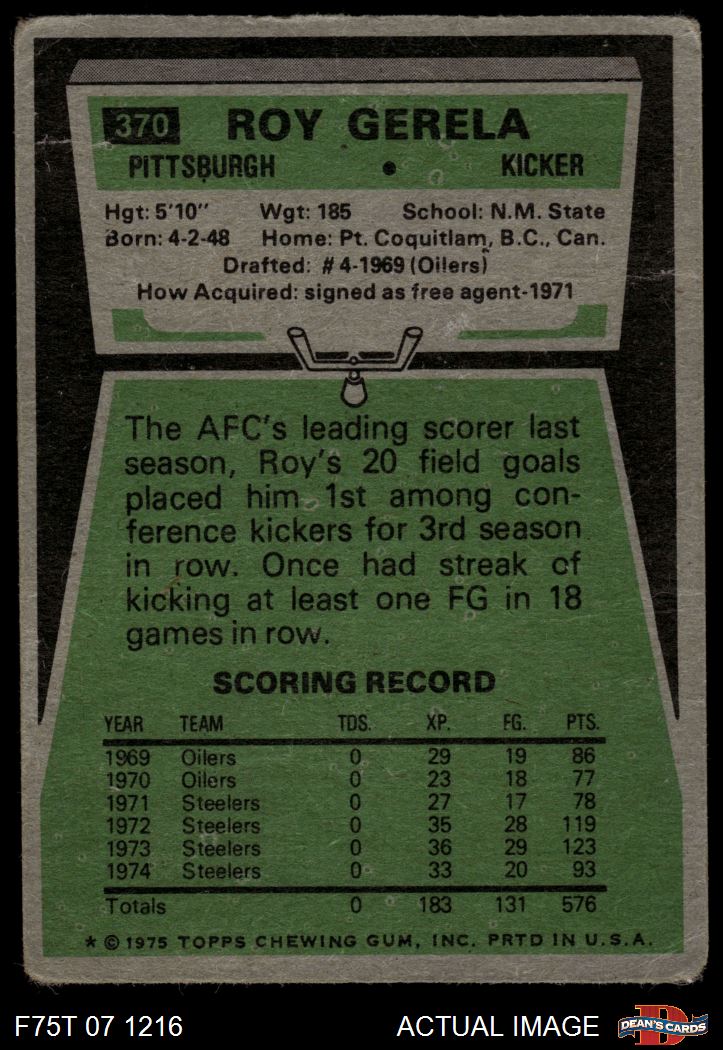 370 ROY GERELA
PITTSBURGH • KICKER
Hgt: 5'10" Wgt: 185 School: N.M. State
Born: 4-2-48 Home: Pt. Coquitlam, B.C., Can.
Drafted: #4-1969 (Oilers)
How Acquired: signed as free agent-1971
The AFC's leading scorer last
season, Roy's 20 field goals
placed him 1st among con-
ference kickers for 3rd season
in row. Once had streak of
kicking at least one FG in 18
games in row.
SCORING RECORD
YEAR TEAM TDS. XP. FG. PTS.
1969 Oilers 0 29 19 86
1970 Oilers 0 23 18 77
1971 Steelers 0 27 17 78
1972 Steelers 0 35 28 119
1973 Steelers 0 36 29 123
1974 Steelers 0 33 20 93
Totals 0 183 131 576
* © 1975 TOPPS CHEWING GUM, INC. PRTD IN U.S.A.
F75T 07 1216 ACTUAL IMAGE D DEAN'S CARDS